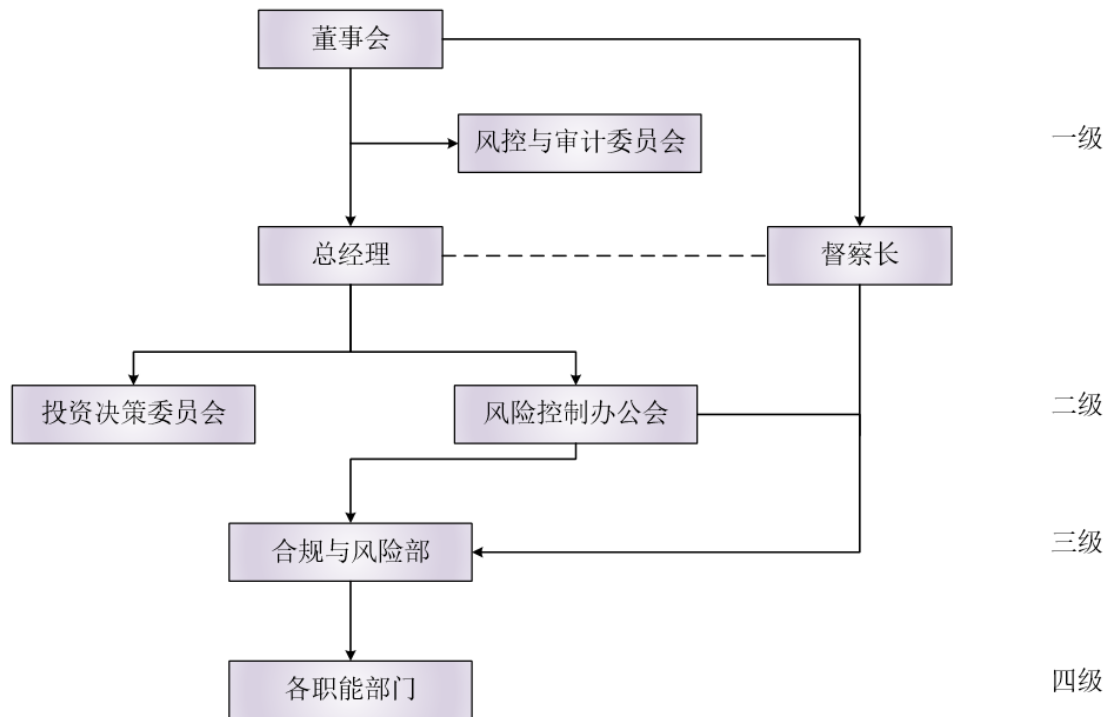 董事会
风控与审计委员会
一级
总经理
督察长
投资决策委员会
风险控制办公会
二级
合规与风险部
三级
各职能部门
四级